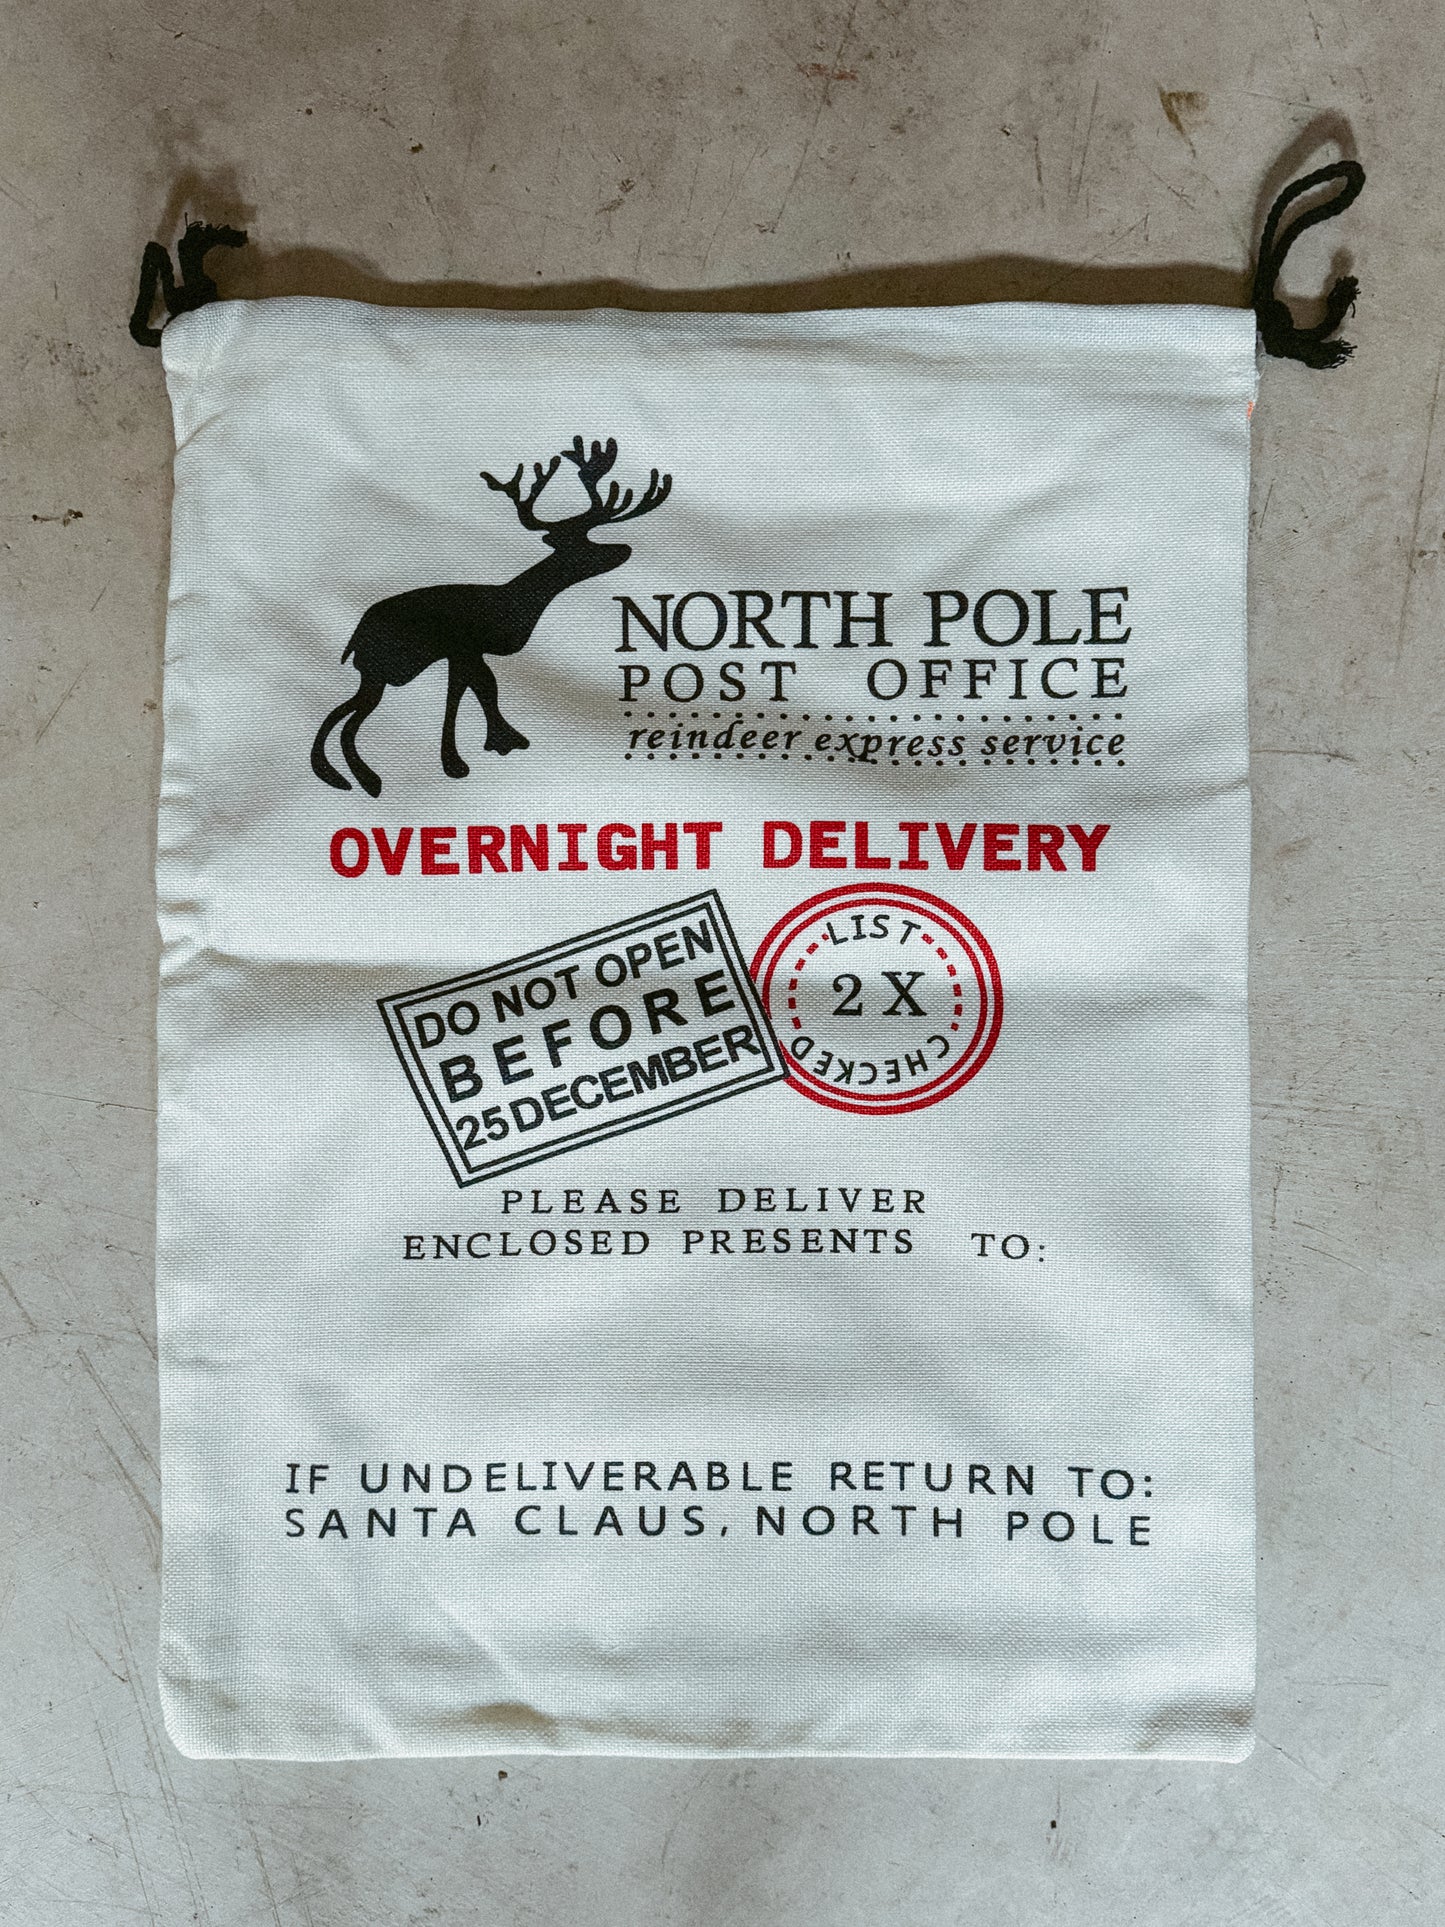 NORTH POLE
POST OFFICE
reindeer express service
OVERNIGHT DELIVERY
DO NOT OPEN
BEFORE
25 DECEMBER
LIST
2 X
CHECKED
PLEASE DELIVER
ENCLOSED PRESENTS TO:
IF UNDELIVERABLE RETURN TO:
SANTA CLAUS, NORTH POLE